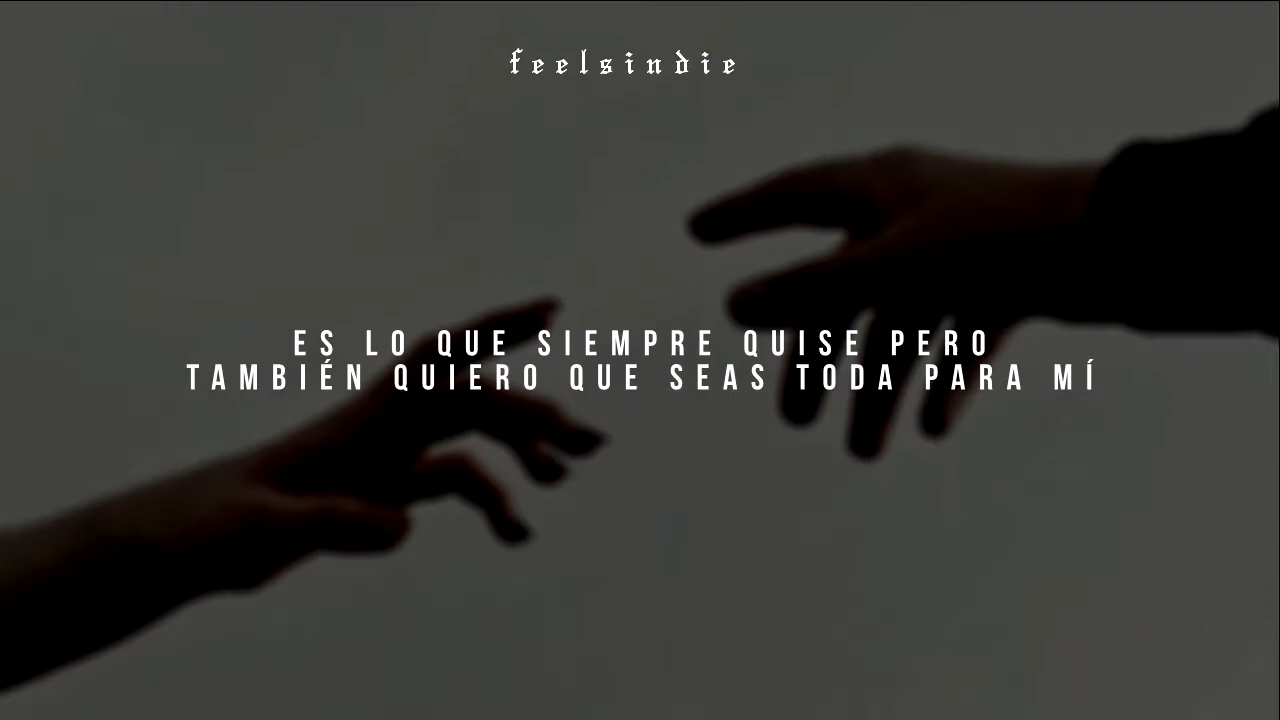 feelsindie
ES LO QUE SIEMPRE QUISE PERO
TAMBIÉN QUIERO QUE SEAS TODA PARA MÍ